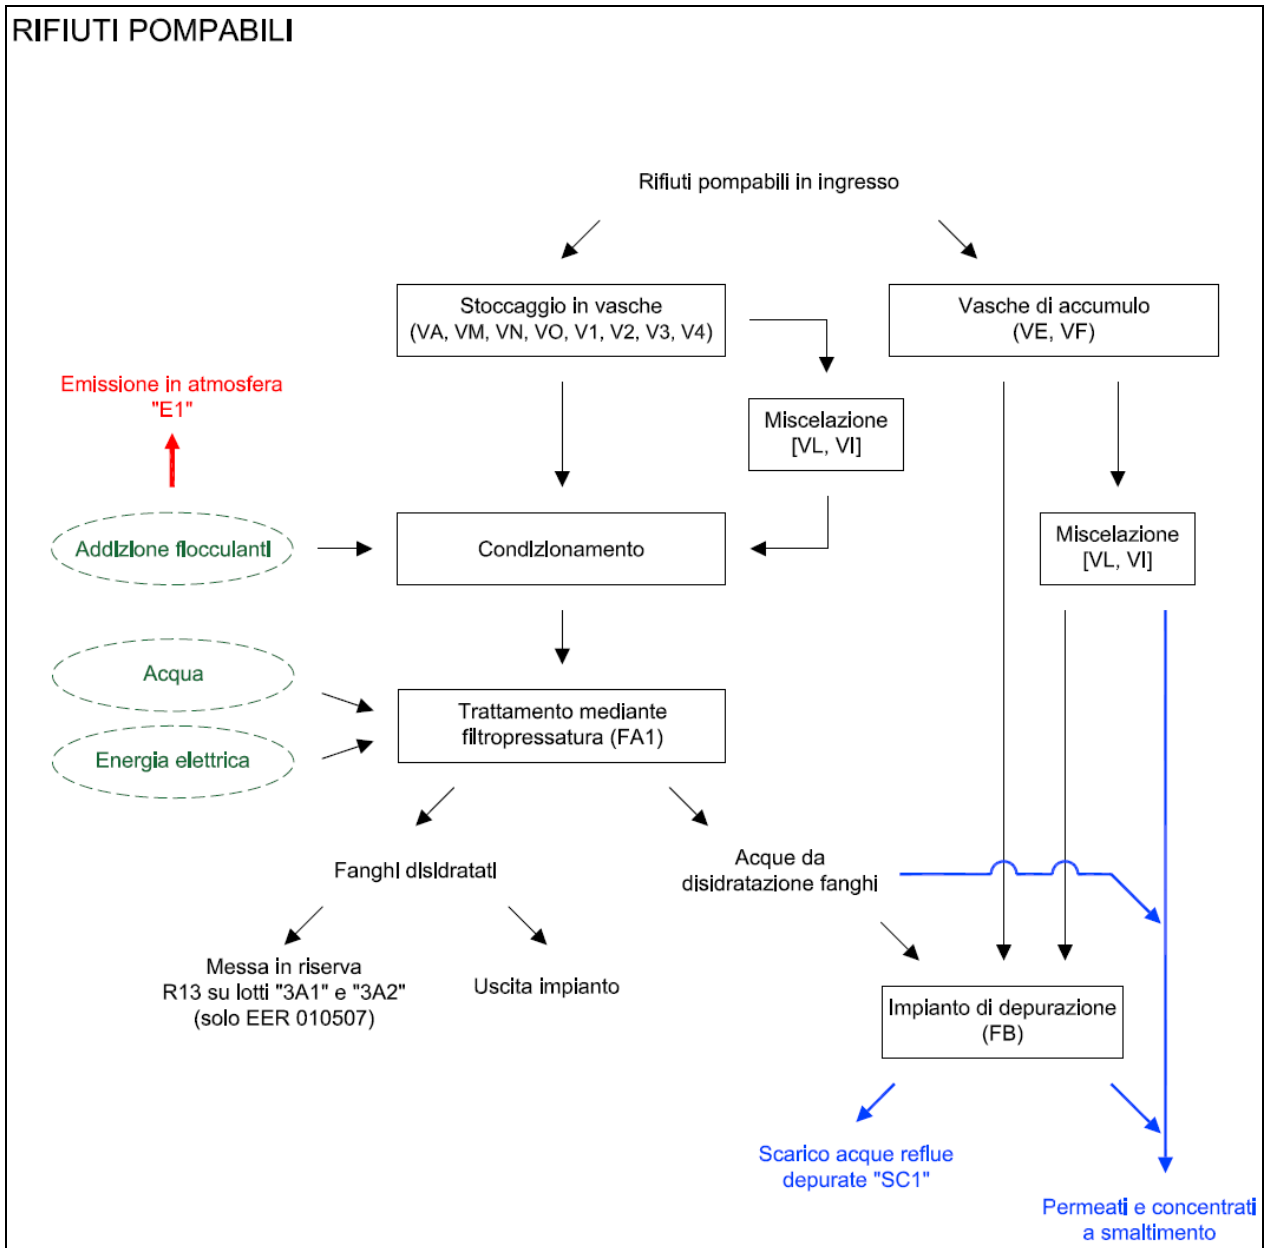 RIFIUTI POMPABILI
Rifiuti pompabili in ingresso
Stoccaggio in vasche
(VA, VM, VN, VO, V1, V2, V3, V4)
Vasche di accumulo
(VE, VF)
Emissione in atmosfera
"E1"
Miscelazione
[VL, VI]
Addizione flocculanti
Condizionamento
Miscelazione
[VL, VI]
Acqua
Energia elettrica
Trattamento mediante
filtropressatura (FA1)
Fanghi disidratati
Acque da
disidratazione fanghi
Messa in riserva
R13 su lotti "3A1" e "3A2"
(solo EER 010507)
Uscita impianto
Impianto di depurazione
(FB)
Scarico acque reflue
depurate "SC1"
Permeati e concentrati
a smaltimento